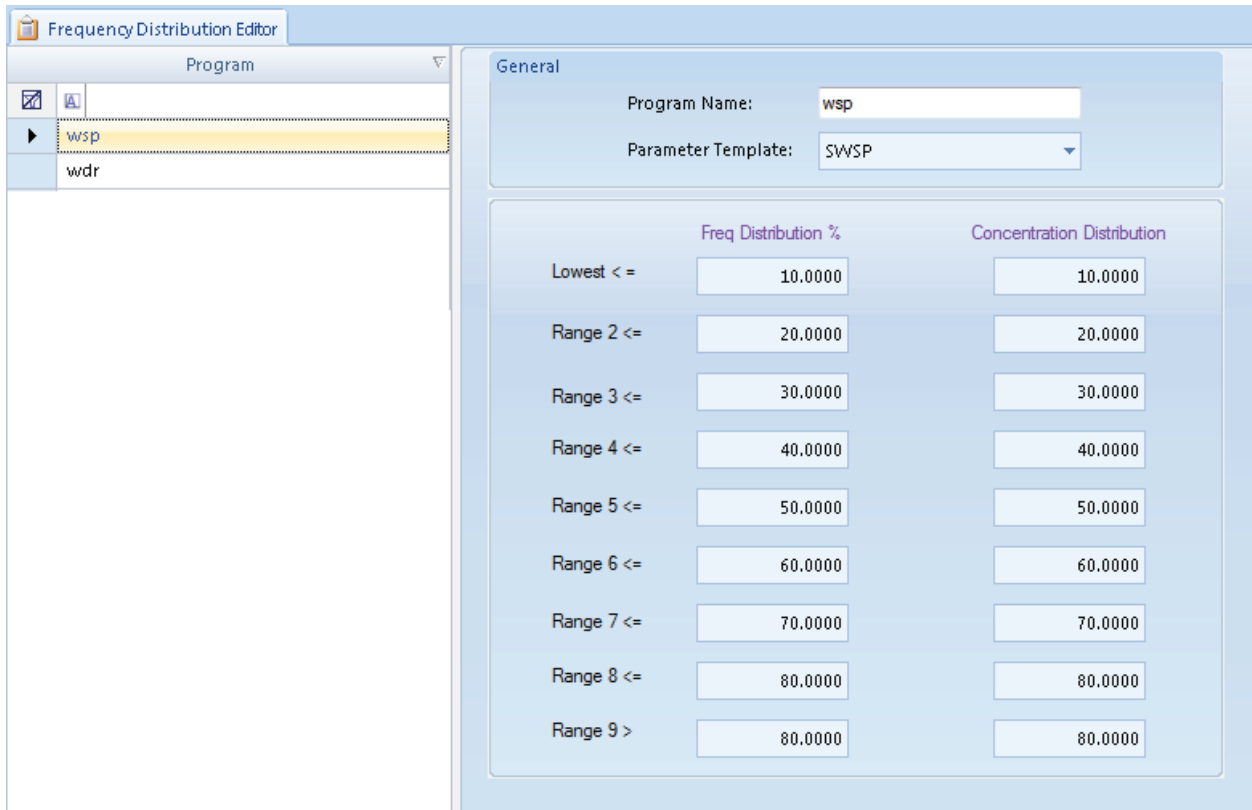 Frequency Distribution Editor
Program
A
wsp
wdr
General
Program Name: wsp
Parameter Template: SWSP
Freq Distribution % Concentration Distribution
Lowest < = 10.0000 10.0000
Range 2 <= 20.0000 20.0000
Range 3 <= 30.0000 30.0000
Range 4 <= 40.0000 40.0000
Range 5 <= 50.0000 50.0000
Range 6 <= 60.0000 60.0000
Range 7 <= 70.0000 70.0000
Range 8 <= 80.0000 80.0000
Range 9 > 80.0000 80.0000